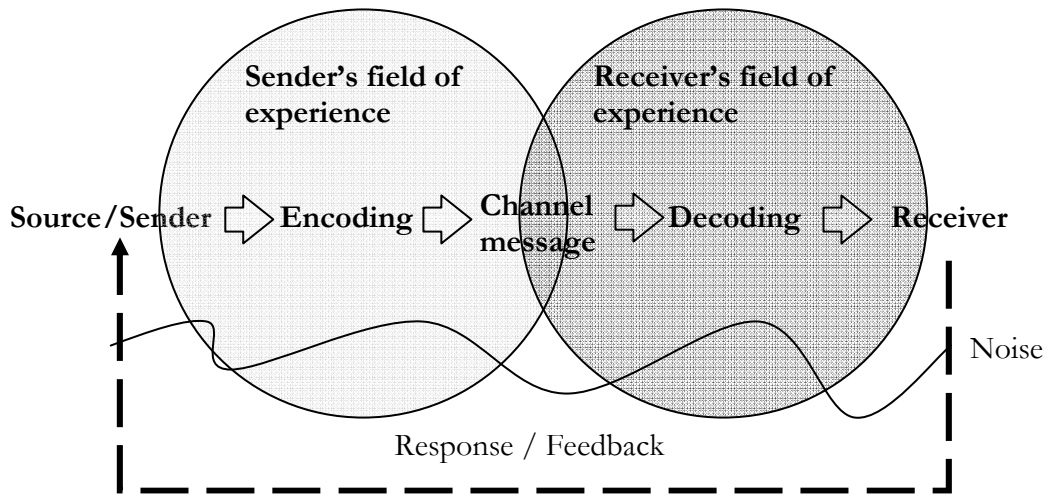 Sender’s field of
experience
Receiver’s field of
experience
Source/Sender
Encoding
Channel
message
Decoding
Receiver
Noise
Response / Feedback